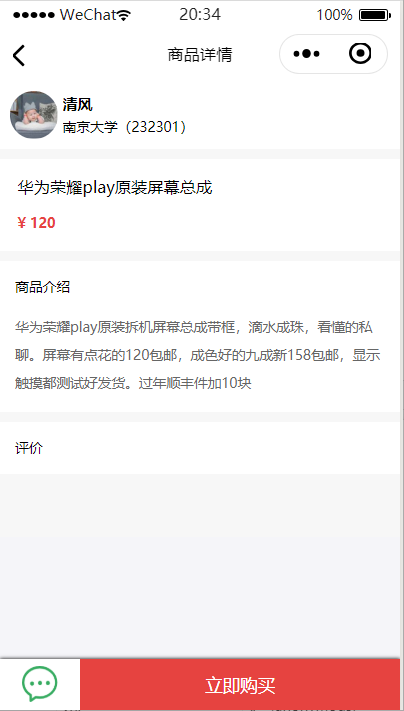 WeChat 20:34 100%
商品详情
清风
南京大学（232301）
华为荣耀play原装屏幕总成
¥ 120
商品介绍
华为荣耀play原装拆机屏幕总成带框，滴水成珠，看懂的私
聊。屏幕有点花的120包邮，成色好的九成新158包邮，显示
触摸都测试好发货。过年顺丰件加10块
评价
立即购买